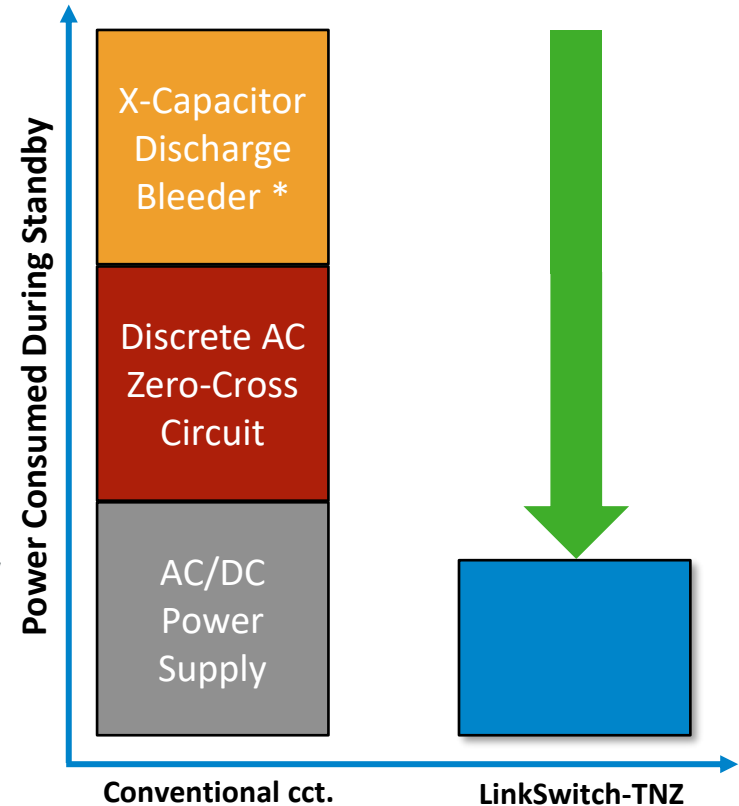 Power Consumed During Standby
X-Capacitor
Discharge
Bleeder *
Discrete AC
Zero-Cross
Circuit
AC/DC
Power
Supply
Conventional cct.
LinkSwitch-TNZ